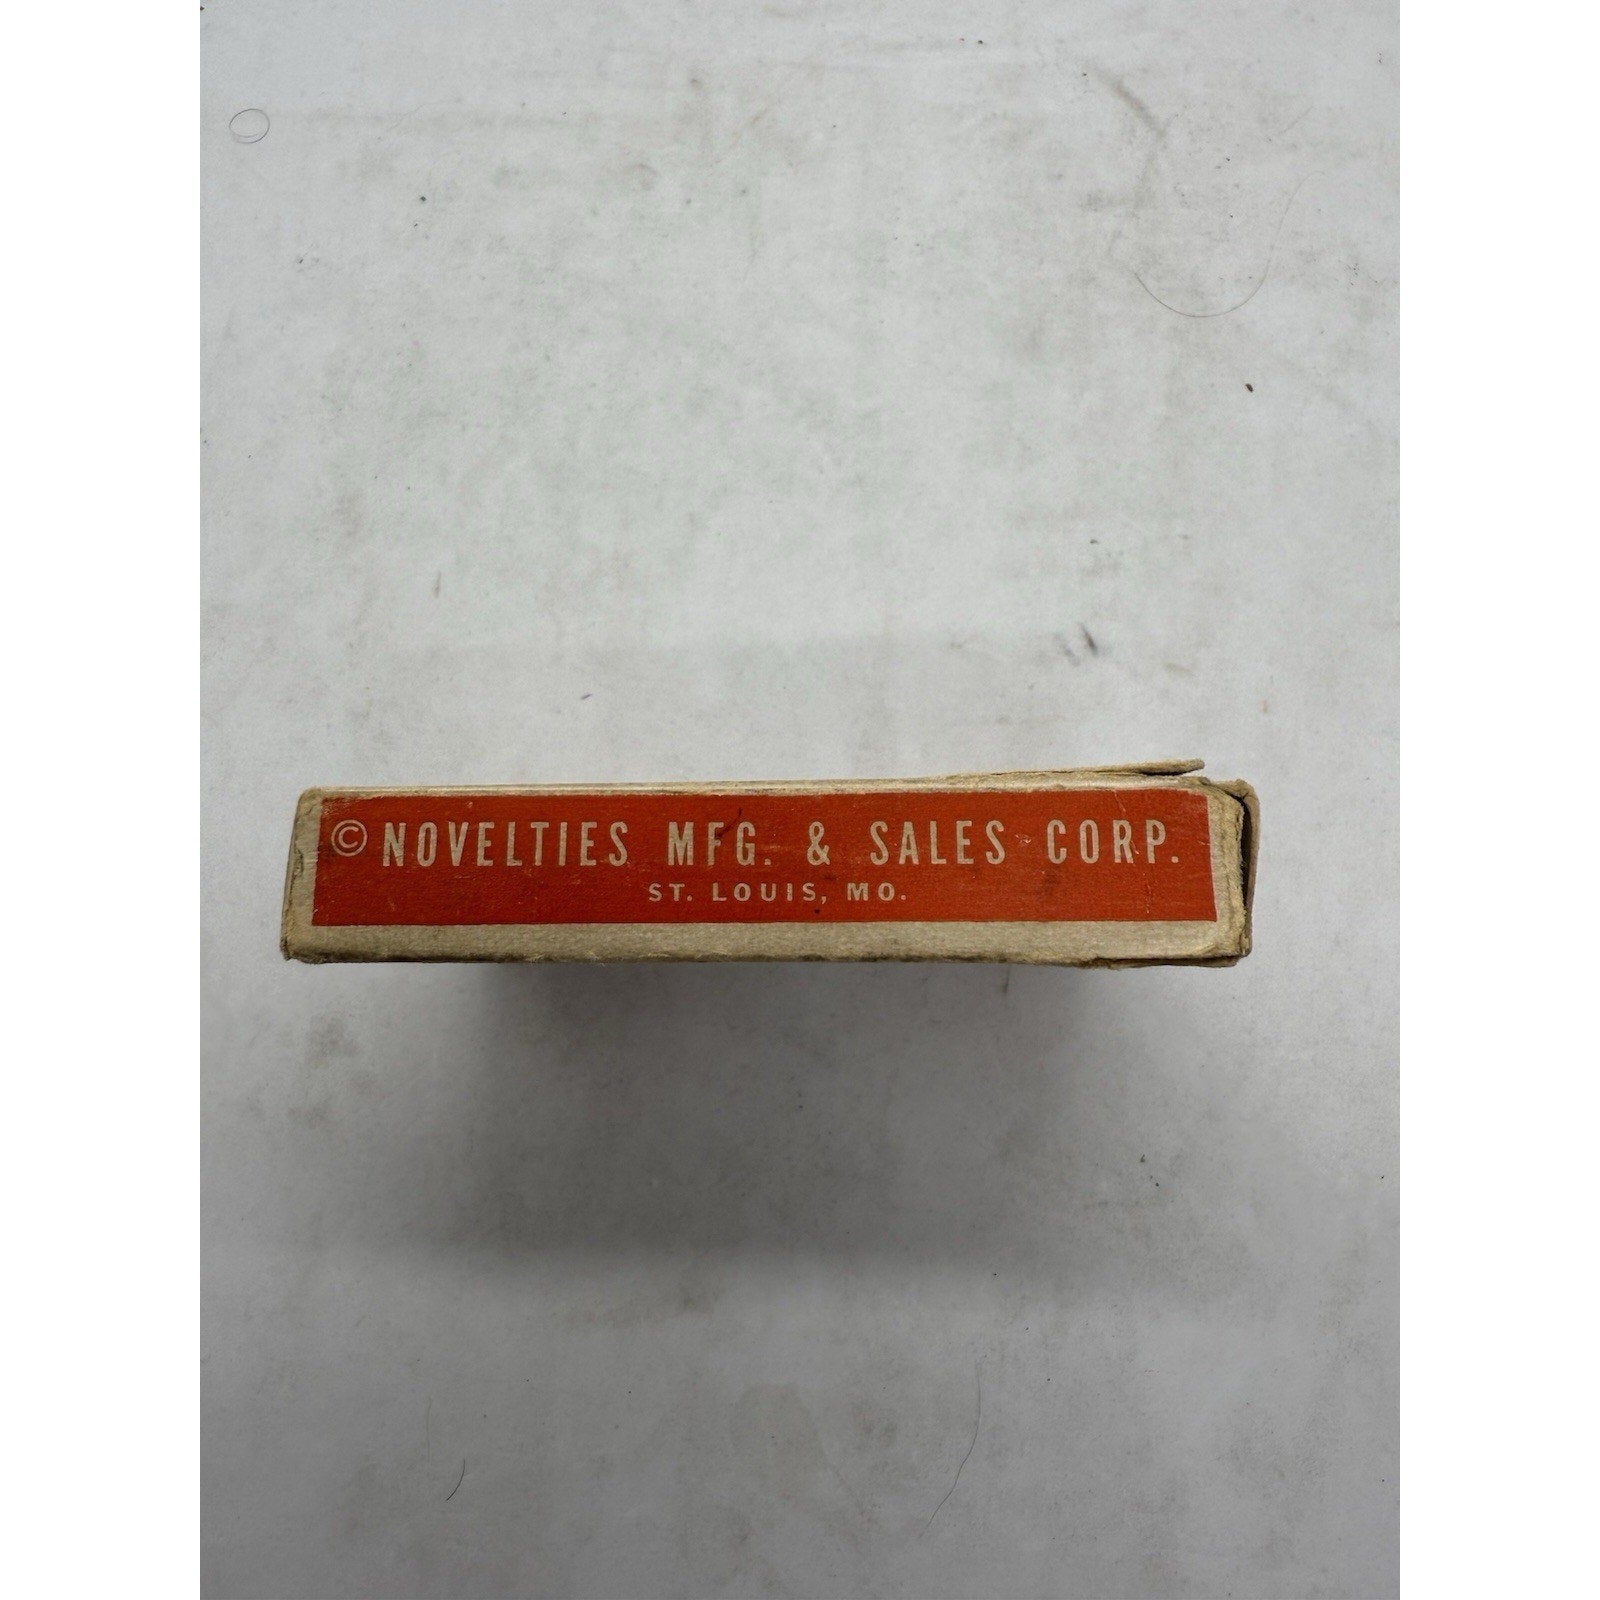 © NOVELTIES MFG. & SALES CORP.
ST. LOUIS, MO.